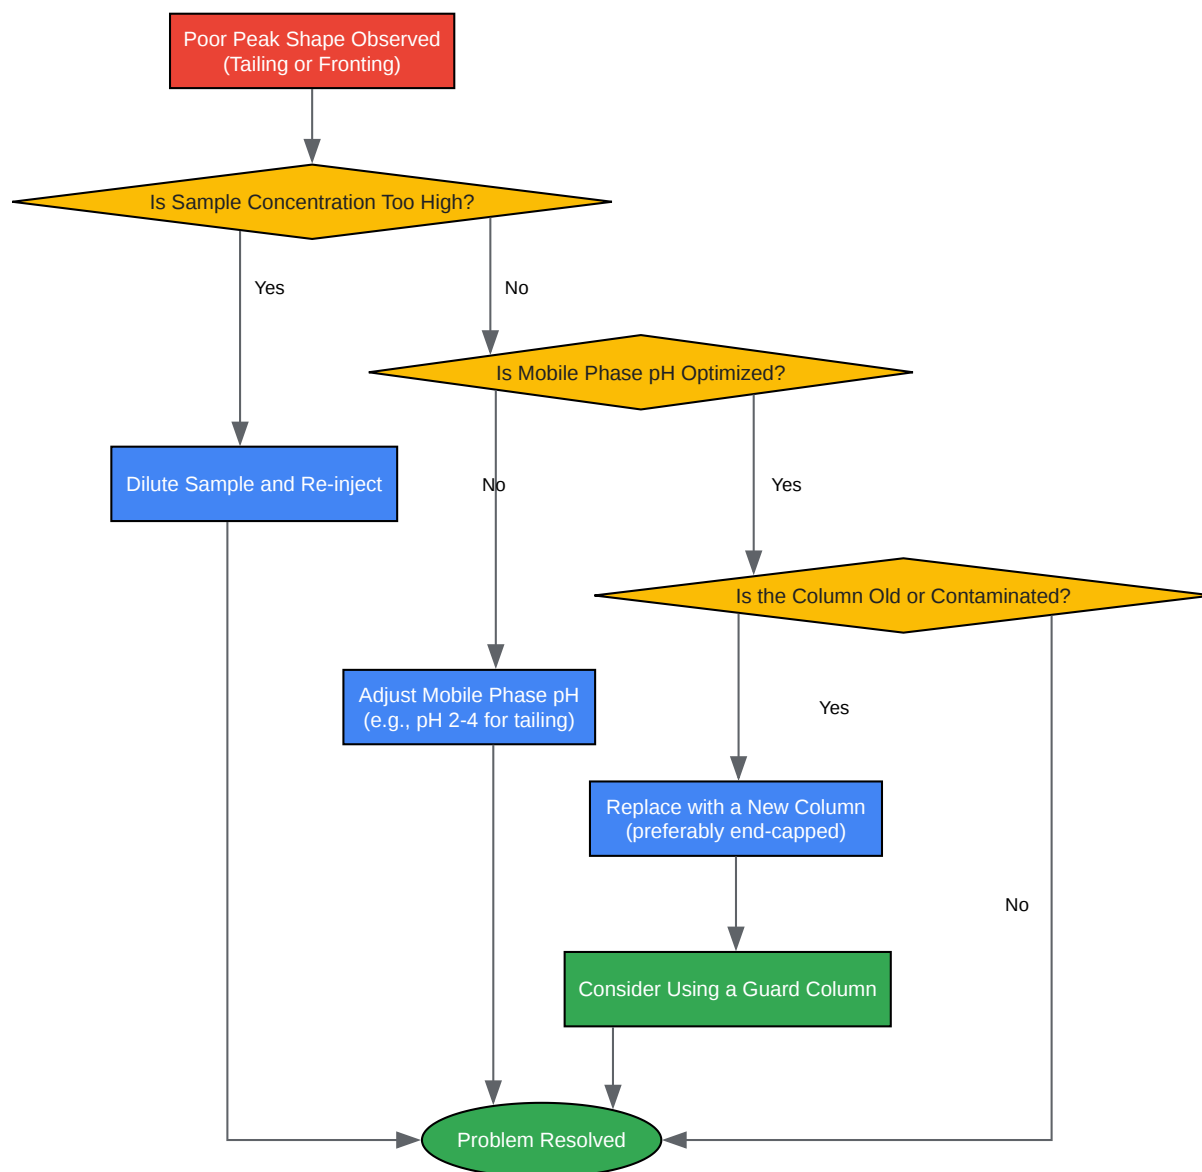 Poor Peak Shape Observed
(Tailing or Fronting)
Is Sample Concentration Too High?
Yes
No
Is Mobile Phase pH Optimized?
Dilute Sample and Re-inject
No
Yes
Is the Column Old or Contaminated?
Adjust Mobile Phase pH
(e.g., pH 2-4 for tailing)
Yes
Replace with a New Column
(preferably end-capped)
No
Consider Using a Guard Column
Problem Resolved